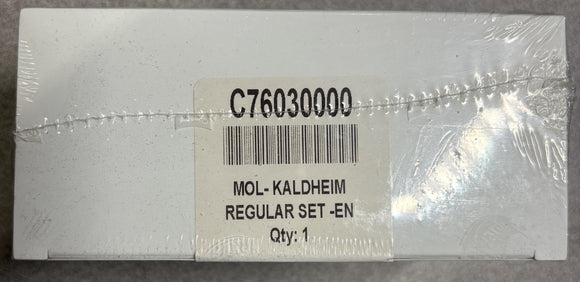 C76030000
MOL- KALDHEIM
REGULAR SET -EN
Qty: 1